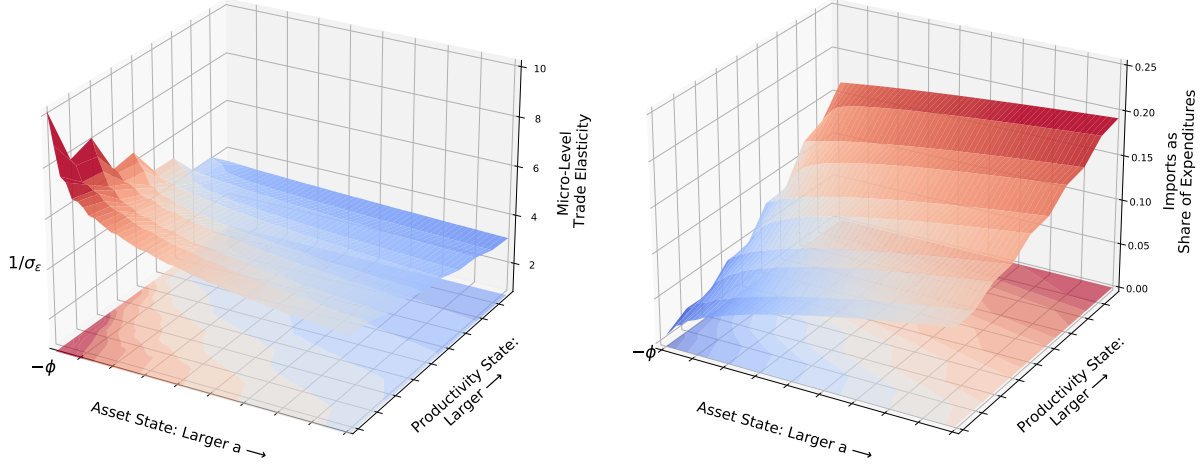 10
8
6
4
2
Micro-Level
Trade Elasticity
1/σε
−ϕ
Asset State: Larger a ⟶
Productivity State:
Larger ⟶
0.25
0.20
0.15
0.10
0.05
0.00
Imports as
Share of Expenditures
−ϕ
Asset State: Larger a ⟶
Productivity State:
Larger ⟶